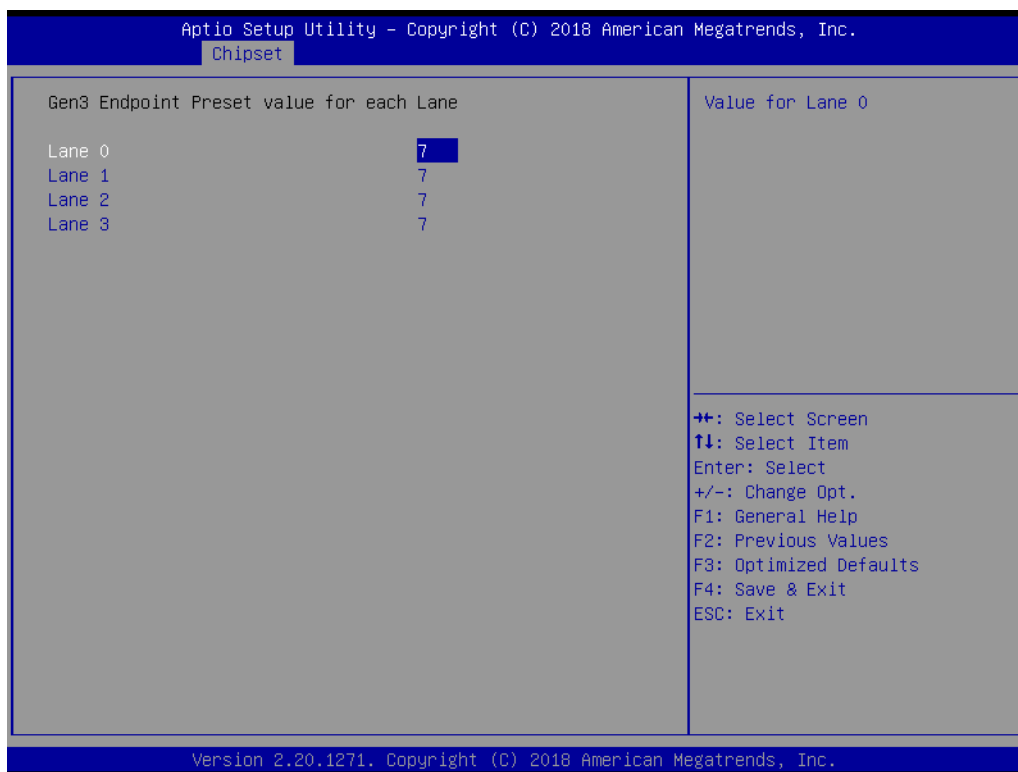 Aptio Setup Utility – Copyright (C) 2018 American Megatrends, Inc.
Chipset
Gen3 Endpoint Preset value for each Lane
Lane 0 7
Lane 1 7
Lane 2 7
Lane 3 7
Value for Lane 0
→←: Select Screen
↑↓: Select Item
Enter: Select
+/-: Change Opt.
F1: General Help
F2: Previous Values
F3: Optimized Defaults
F4: Save & Exit
ESC: Exit
Version 2.20.1271. Copyright (C) 2018 American Megatrends, Inc.